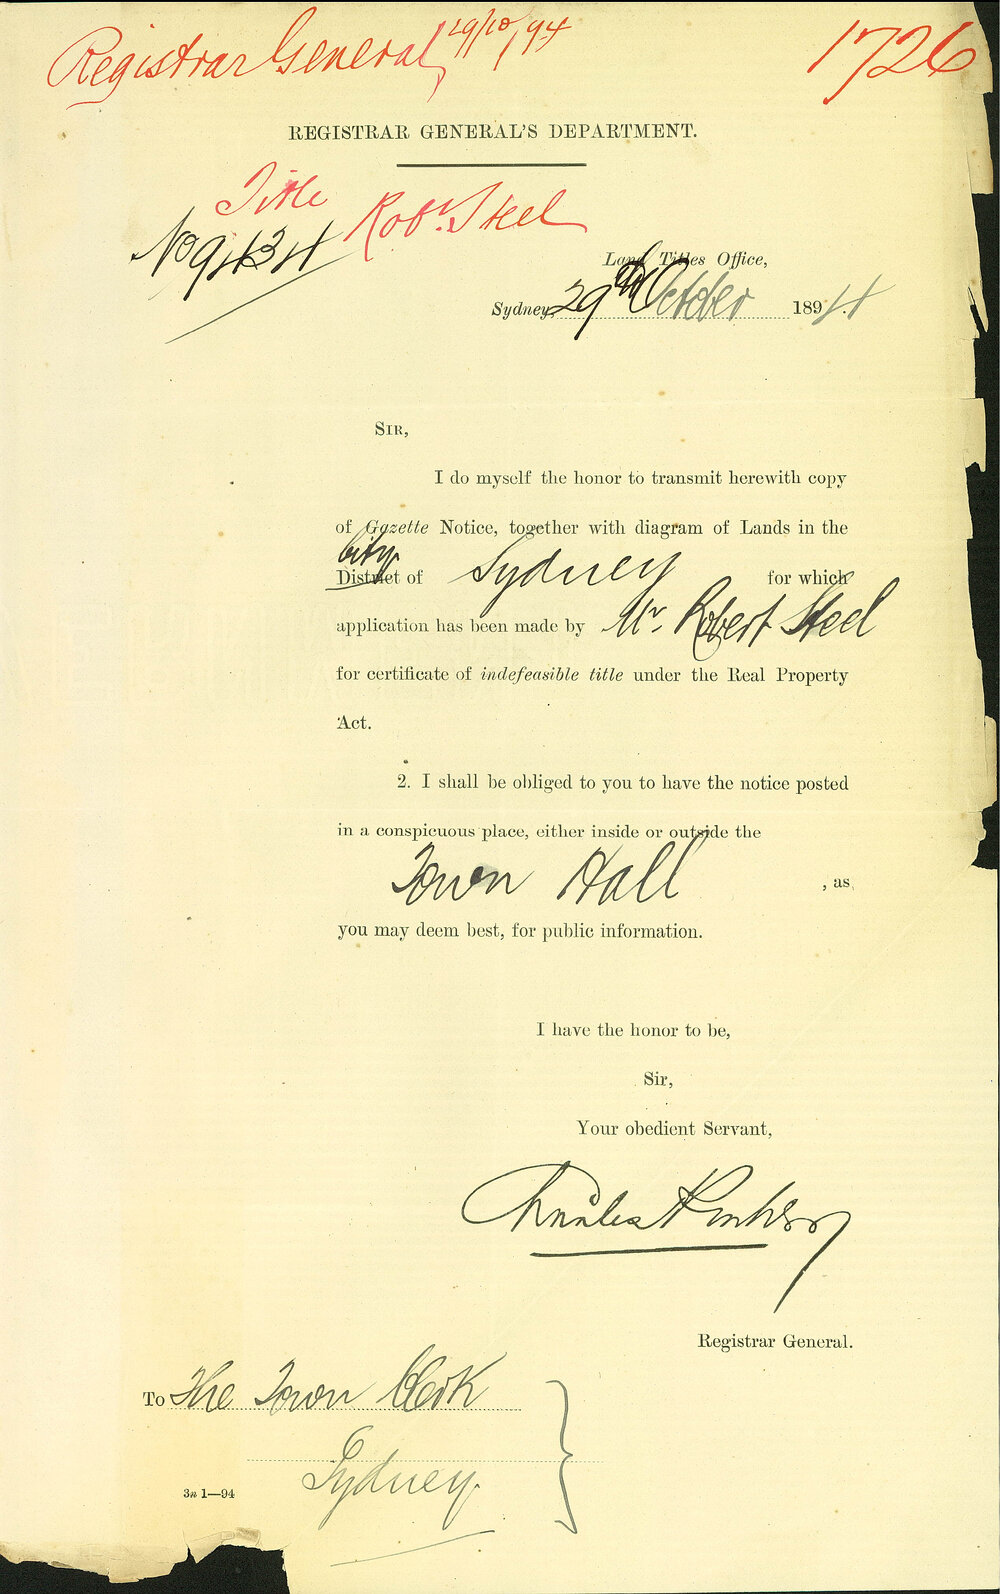 Registrar General, 29/10/94
1726
REGISTRAR GENERAL'S DEPARTMENT.
Title
Robt. Steel
No 9434
Land Titles Office,
Sydney, 29th October 1894.
SIR,
I do myself the honor to transmit herewith copy
of Gazette Notice, together with diagram of Lands in the
City
District of Sydney for which
application has been made by Mr. Robert Steel
for certificate of indefeasible title under the Real Property
Act.
2. I shall be obliged to you to have the notice posted
in a conspicuous place, either inside or outside the
Town Hall , as
you may deem best, for public information.
I have the honor to be,
Sir,
Your obedient Servant,
Charles
Registrar General.
To The Town Clerk
Sydney.
3n 1—94